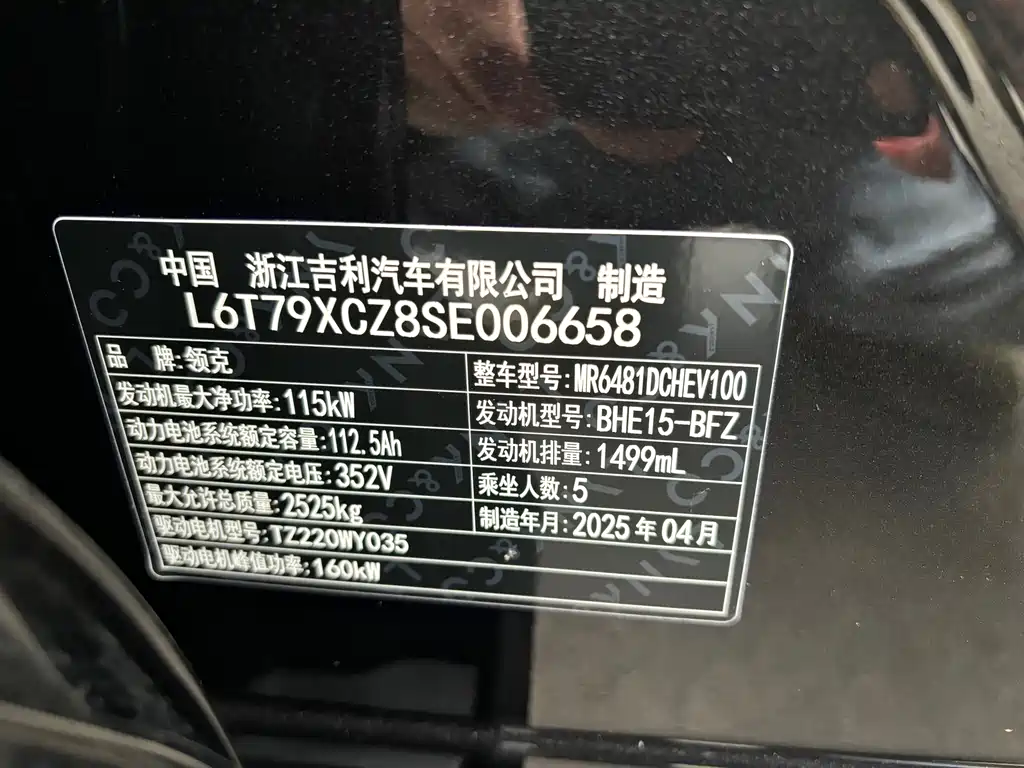 中国 浙江吉利汽车有限公司 制造
L6T79XCZ8SE006658
品 牌:领克
整车型号:MR6481DCHEV100
发动机最大净功率:115kW
发动机型号:BHE15-BFZ
动力电池系统额定容量:112.5Ah
发动机排量:1499mL
动力电池系统额定电压:352V
乘坐人数:5
最大允许总质量:2525kg
制造年月:2025年04月
驱动电机型号:TZ220WY035
驱动电机峰值功率:160kW